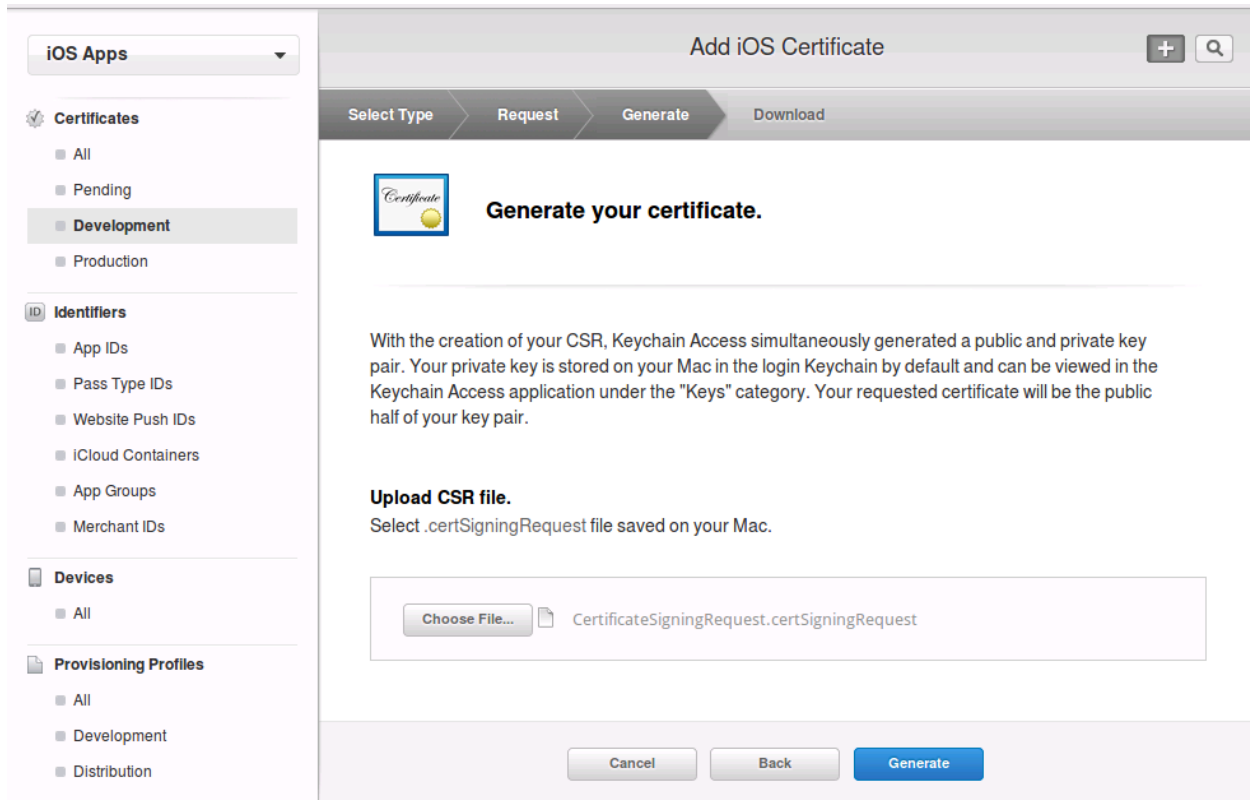 iOS Apps
Add iOS Certificate
Select Type
Request
Generate
Download
Certificates
All
Pending
Development
Production
ID Identifiers
App IDs
Pass Type IDs
Website Push IDs
iCloud Containers
App Groups
Merchant IDs
Devices
All
Provisioning Profiles
All
Development
Distribution
Certificate
Generate your certificate.
With the creation of your CSR, Keychain Access simultaneously generated a public and private key
pair. Your private key is stored on your Mac in the login Keychain by default and can be viewed in the
Keychain Access application under the "Keys" category. Your requested certificate will be the public
half of your key pair.
Upload CSR file.
Select .certSigningRequest file saved on your Mac.
Choose File...
CertificateSigningRequest.certSigningRequest
Cancel
Back
Generate